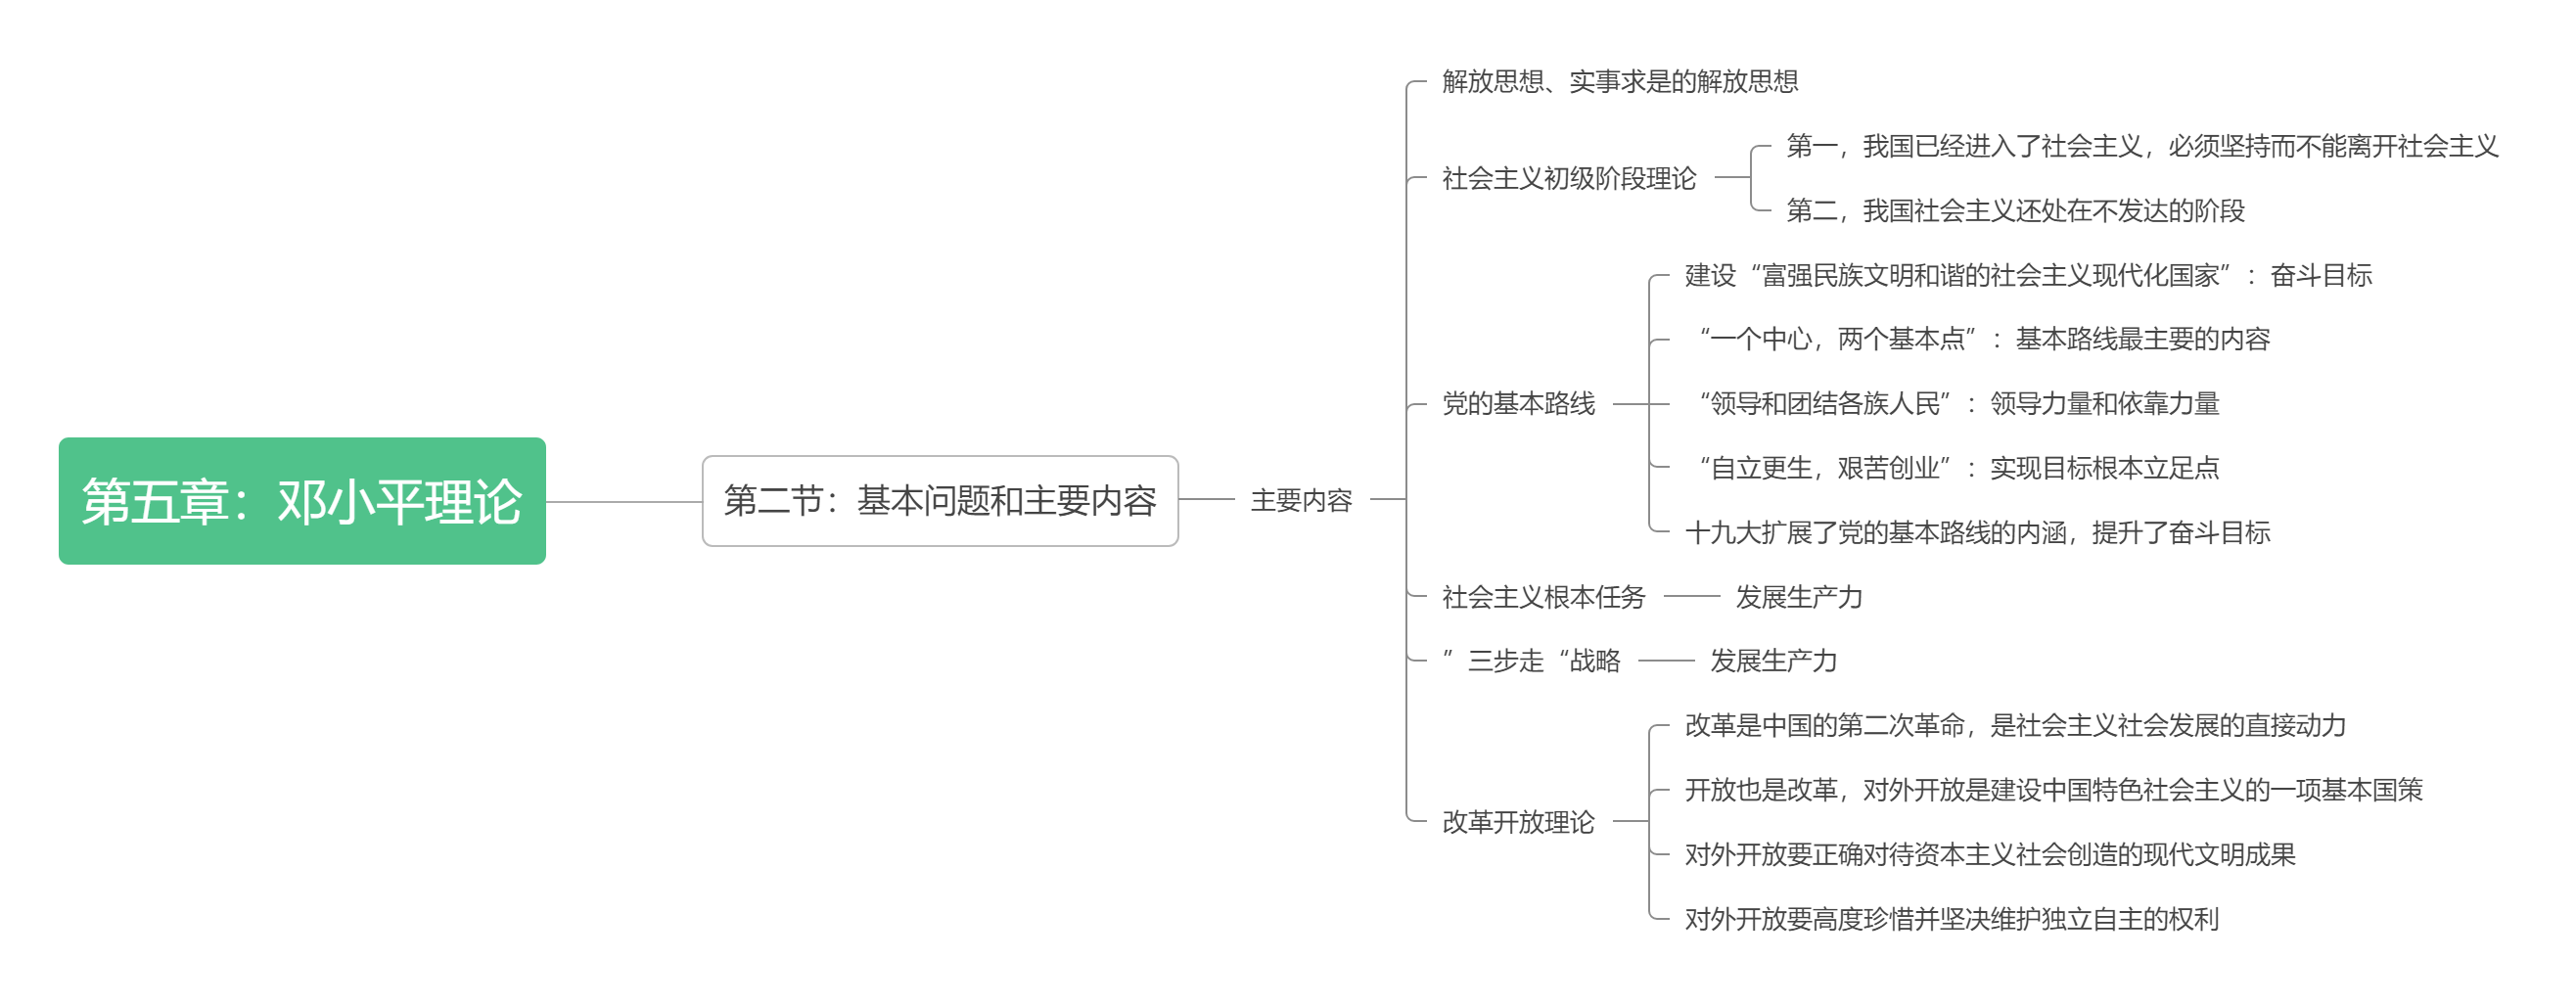 第五章：邓小平理论
第二节：基本问题和主要内容
主要内容
解放思想、实事求是的解放思想
社会主义初级阶段理论
第一，我国已经进入了社会主义，必须坚持而不能离开社会主义
第二，我国社会主义还处在不发达的阶段
党的基本路线
建设“富强民族文明和谐的社会主义现代化国家”：奋斗目标
“一个中心，两个基本点”：基本路线最主要的内容
“领导和团结各族人民”：领导力量和依靠力量
“自立更生，艰苦创业”：实现目标根本立足点
十九大扩展了党的基本路线的内涵，提升了奋斗目标
社会主义根本任务
发展生产力
”三步走“战略
发展生产力
改革开放理论
改革是中国的第二次革命，是社会主义社会发展的直接动力
开放也是改革，对外开放是建设中国特色社会主义的一项基本国策
对外开放要正确对待资本主义社会创造的现代文明成果
对外开放要高度珍惜并坚决维护独立自主的权利